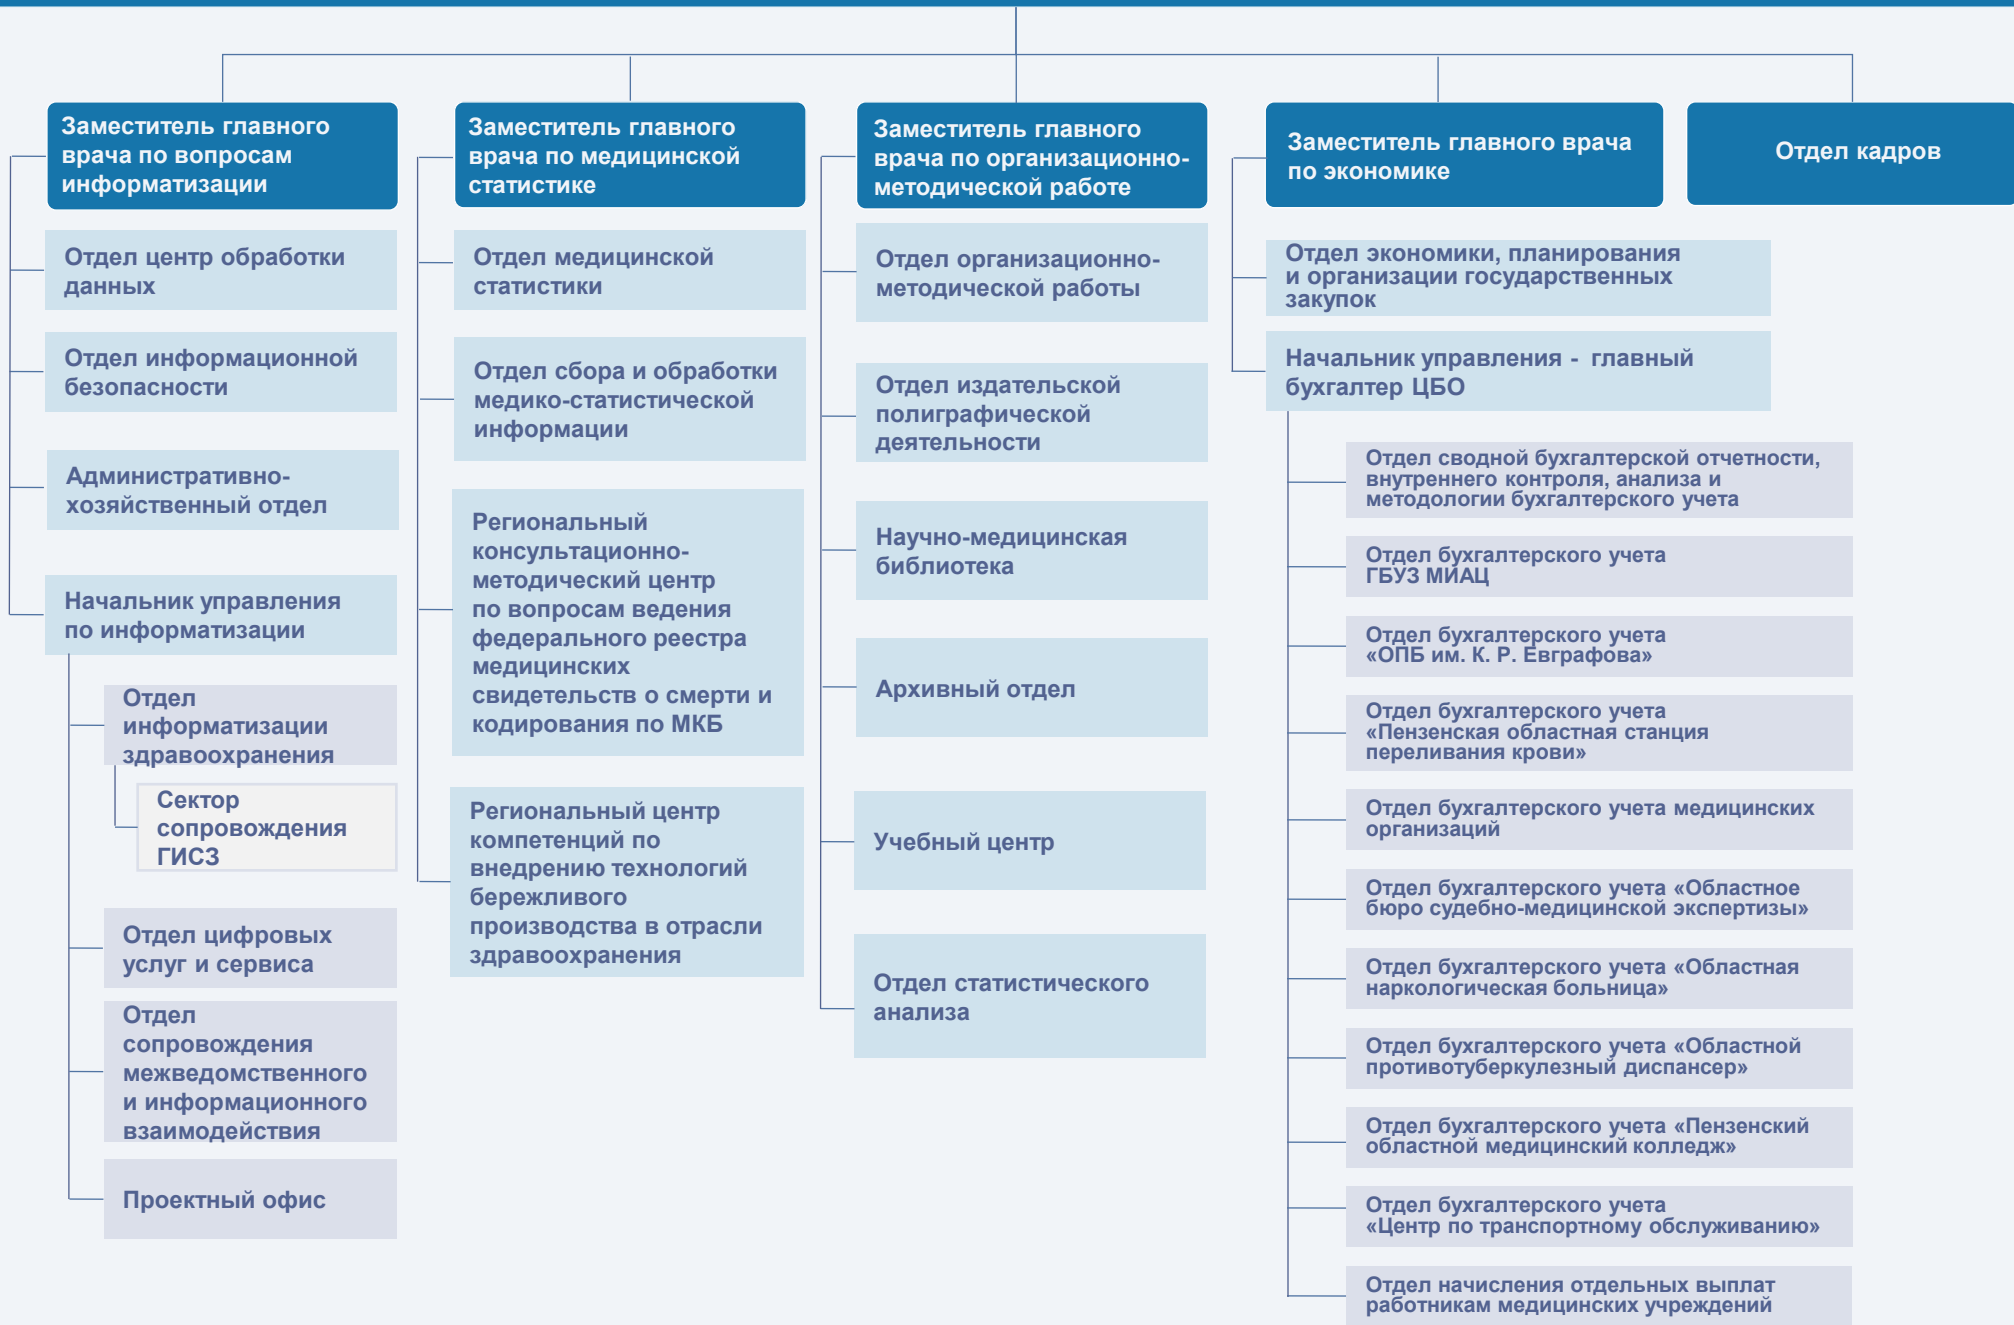 Заместитель главного
врача по вопросам
информатизации
Отдел центр обработки
данных
Отдел информационной
безопасности
Административно-
хозяйственный отдел
Начальник управления
по информатизации
Отдел
информатизации
здравоохранения
Сектор
сопровождения
ГИСЗ
Отдел цифровых
услуг и сервиса
Отдел
сопровождения
межведомственного
и информационного
взаимодействия
Проектный офис
Заместитель главного
врача по медицинской
статистике
Отдел медицинской
статистики
Отдел сбора и обработки
медико-статистической
информации
Региональный
консультационно-
методический центр
по вопросам ведения
федерального реестра
медицинских
свидетельств о смерти и
кодирования по МКБ
Региональный центр
компетенций по
внедрению технологий
бережливого
производства в отрасли
здравоохранения
Заместитель главного
врача по организационно-
методической работе
Отдел организационно-
методической работы
Отдел издательской
полиграфической
деятельности
Научно-медицинская
библиотека
Архивный отдел
Учебный центр
Отдел статистического
анализа
Заместитель главного врача
по экономике
Отдел экономики, планирования
и организации государственных
закупок
Начальник управления - главный
бухгалтер ЦБО
Отдел сводной бухгалтерской отчетности,
внутреннего контроля, анализа и
методологии бухгалтерского учета
Отдел бухгалтерского учета
ГБУЗ МИАЦ
Отдел бухгалтерского учета
«ОПБ им. К. Р. Евграфова»
Отдел бухгалтерского учета
«Пензенская областная станция
переливания крови»
Отдел бухгалтерского учета медицинских
организаций
Отдел бухгалтерского учета «Областное
бюро судебно-медицинской экспертизы»
Отдел бухгалтерского учета «Областная
наркологическая больница»
Отдел бухгалтерского учета «Областной
противотуберкулезный диспансер»
Отдел бухгалтерского учета «Пензенский
областной медицинский колледж»
Отдел бухгалтерского учета
«Центр по транспортному обслуживанию»
Отдел начисления отдельных выплат
работникам медицинских учреждений
Отдел кадров